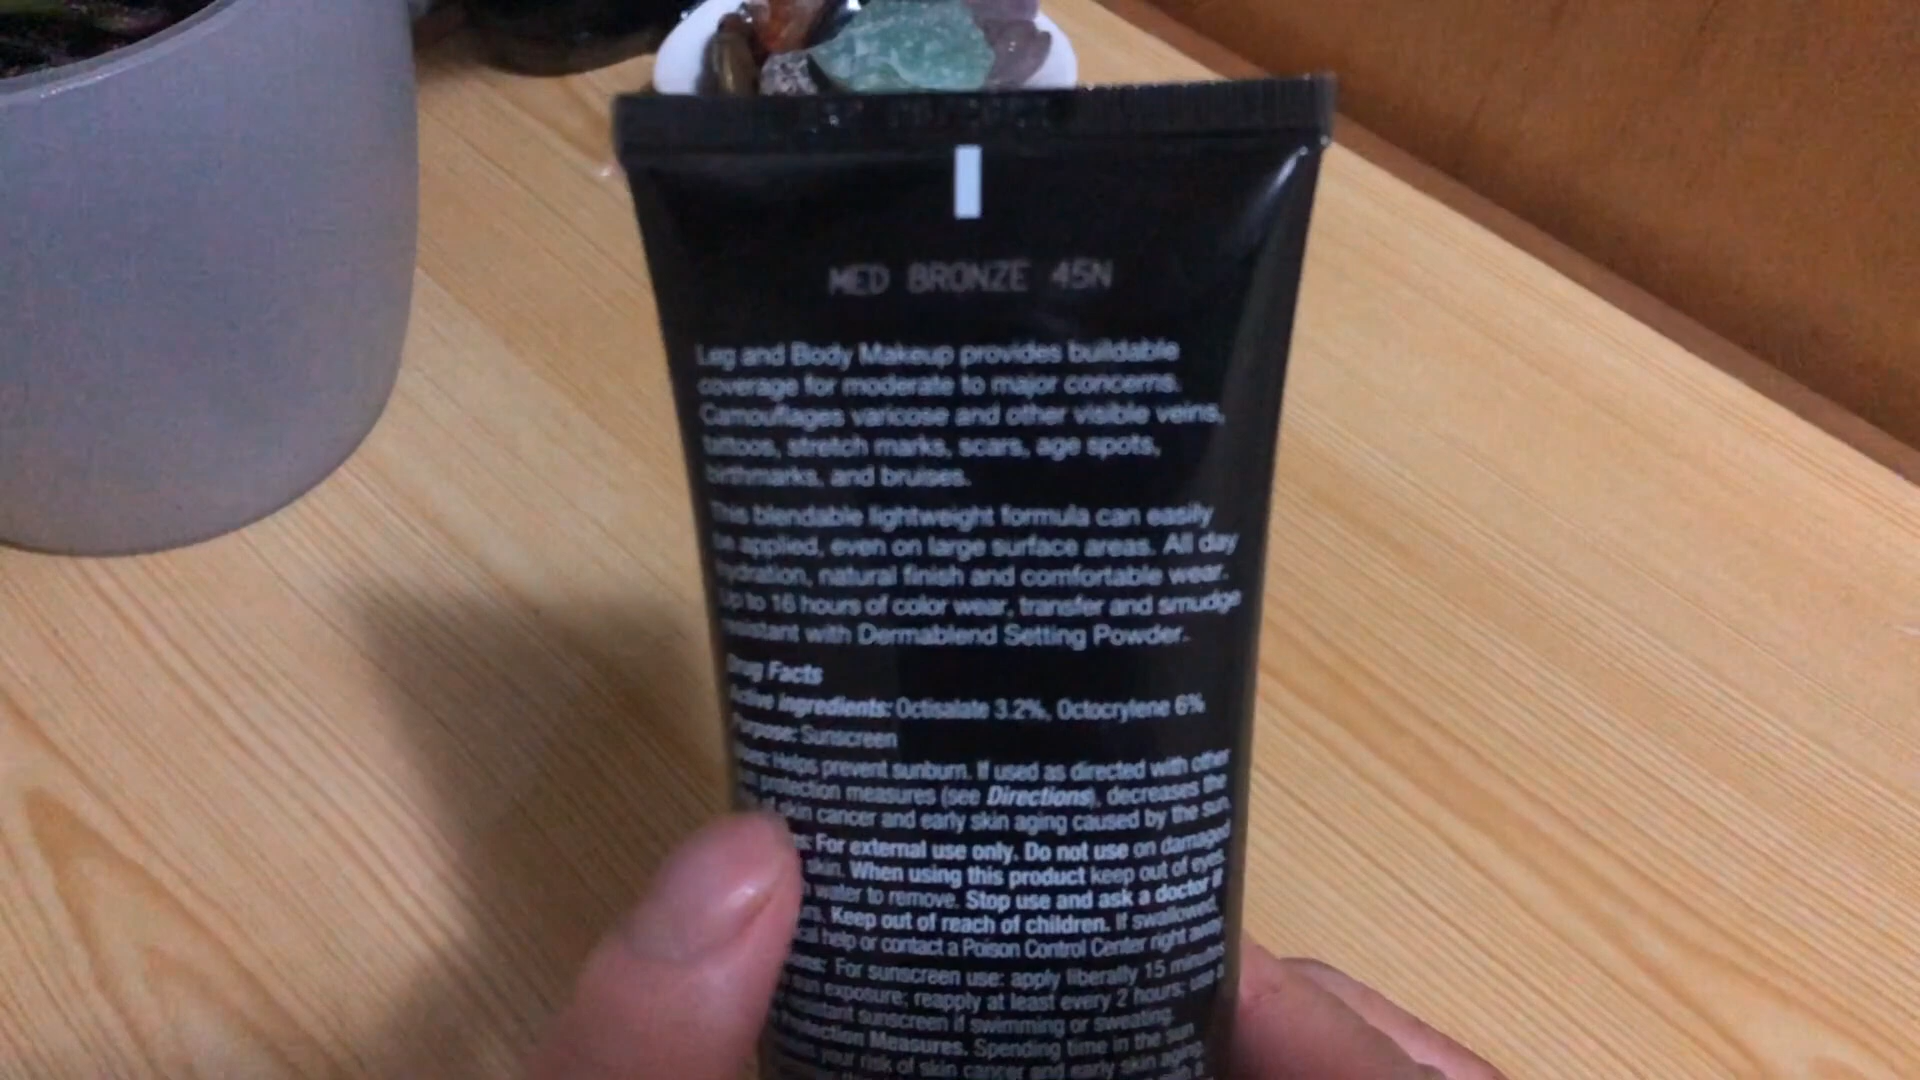 MED BRONZE 45N
Leg and Body Makeup provides buildable
coverage for moderate to major concerns.
Camouflages varicose and other visible veins,
tattoos, stretch marks, scars, age spots,
birthmarks, and bruises.
This blendable lightweight formula can easily
be applied, even on large surface areas. All day
hydration, natural finish and comfortable wear.
Up to 16 hours of color wear, transfer and smudge
resistant with Dermablend Setting Powder.
Drug Facts
Active ingredients: Octisalate 3.2%, Octocrylene 6%
Purpose: Sunscreen
Uses: Helps prevent sunburn. If used as directed with other
protection measures (see Directions), decreases the
of skin cancer and early skin aging caused by the sun.
For external use only. Do not use on damaged
skin. When using this product keep out of eyes.
water to remove. Stop use and ask a doctor if
Keep out of reach of children. If swallowed,
help or contact a Poison Control Center right away.
For sunscreen use: apply liberally 15 minutes
exposure; reapply at least every 2 hours; use a
sunscreen if swimming or sweating.
Protection Measures. Spending time in the sun
your risk of skin cancer and early skin aging.